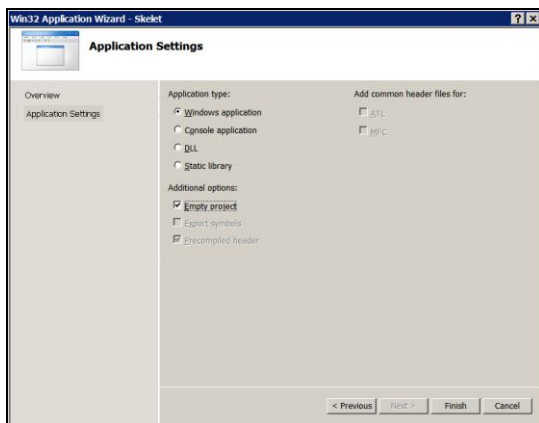 Win32 Application Wizard - Skelet
Application Settings
Overview
Application Settings
Application type:
Windows application
Console application
DLL
Static library
Additional options:
Empty project
Export symbols
Precompiled header
Add common header files for:
ATL
MFC
< Previous
Next >
Finish
Cancel